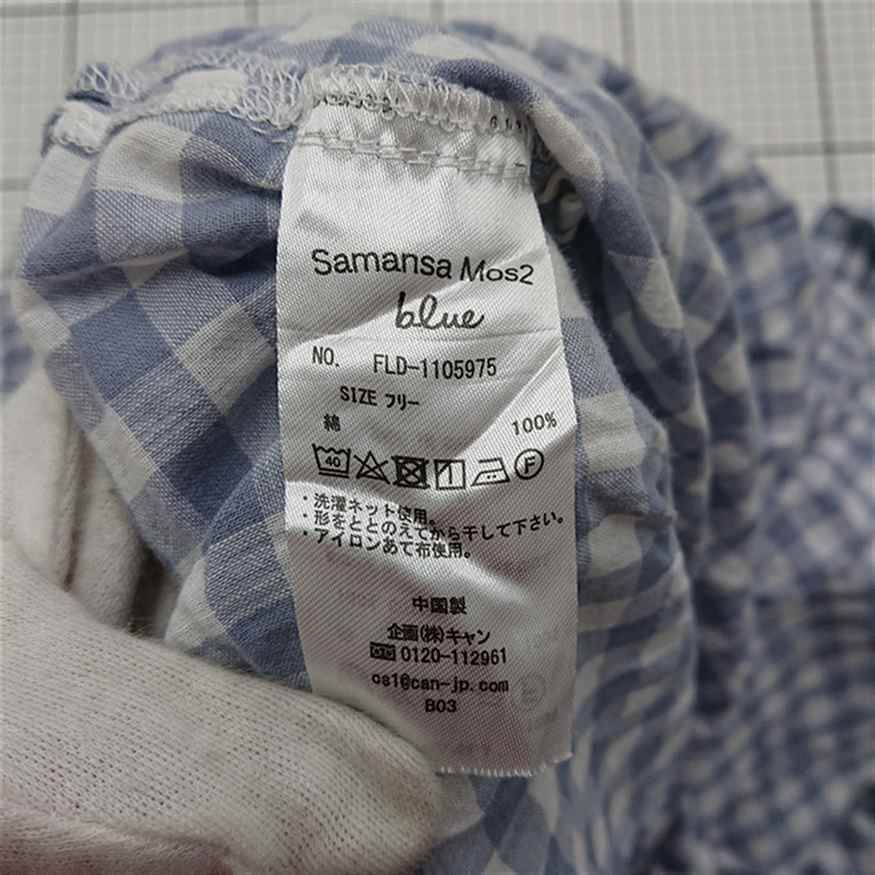 Samansa Mos2
blue
NO. FLD-1105975
SIZE フリー
綿 100%
40 F
・洗濯ネット使用。
・形をととのえてから干して下さい。
・アイロンあて布使用。
中国製
企画(株)キャン
0120-112961
cs1@can-jp.com
B03